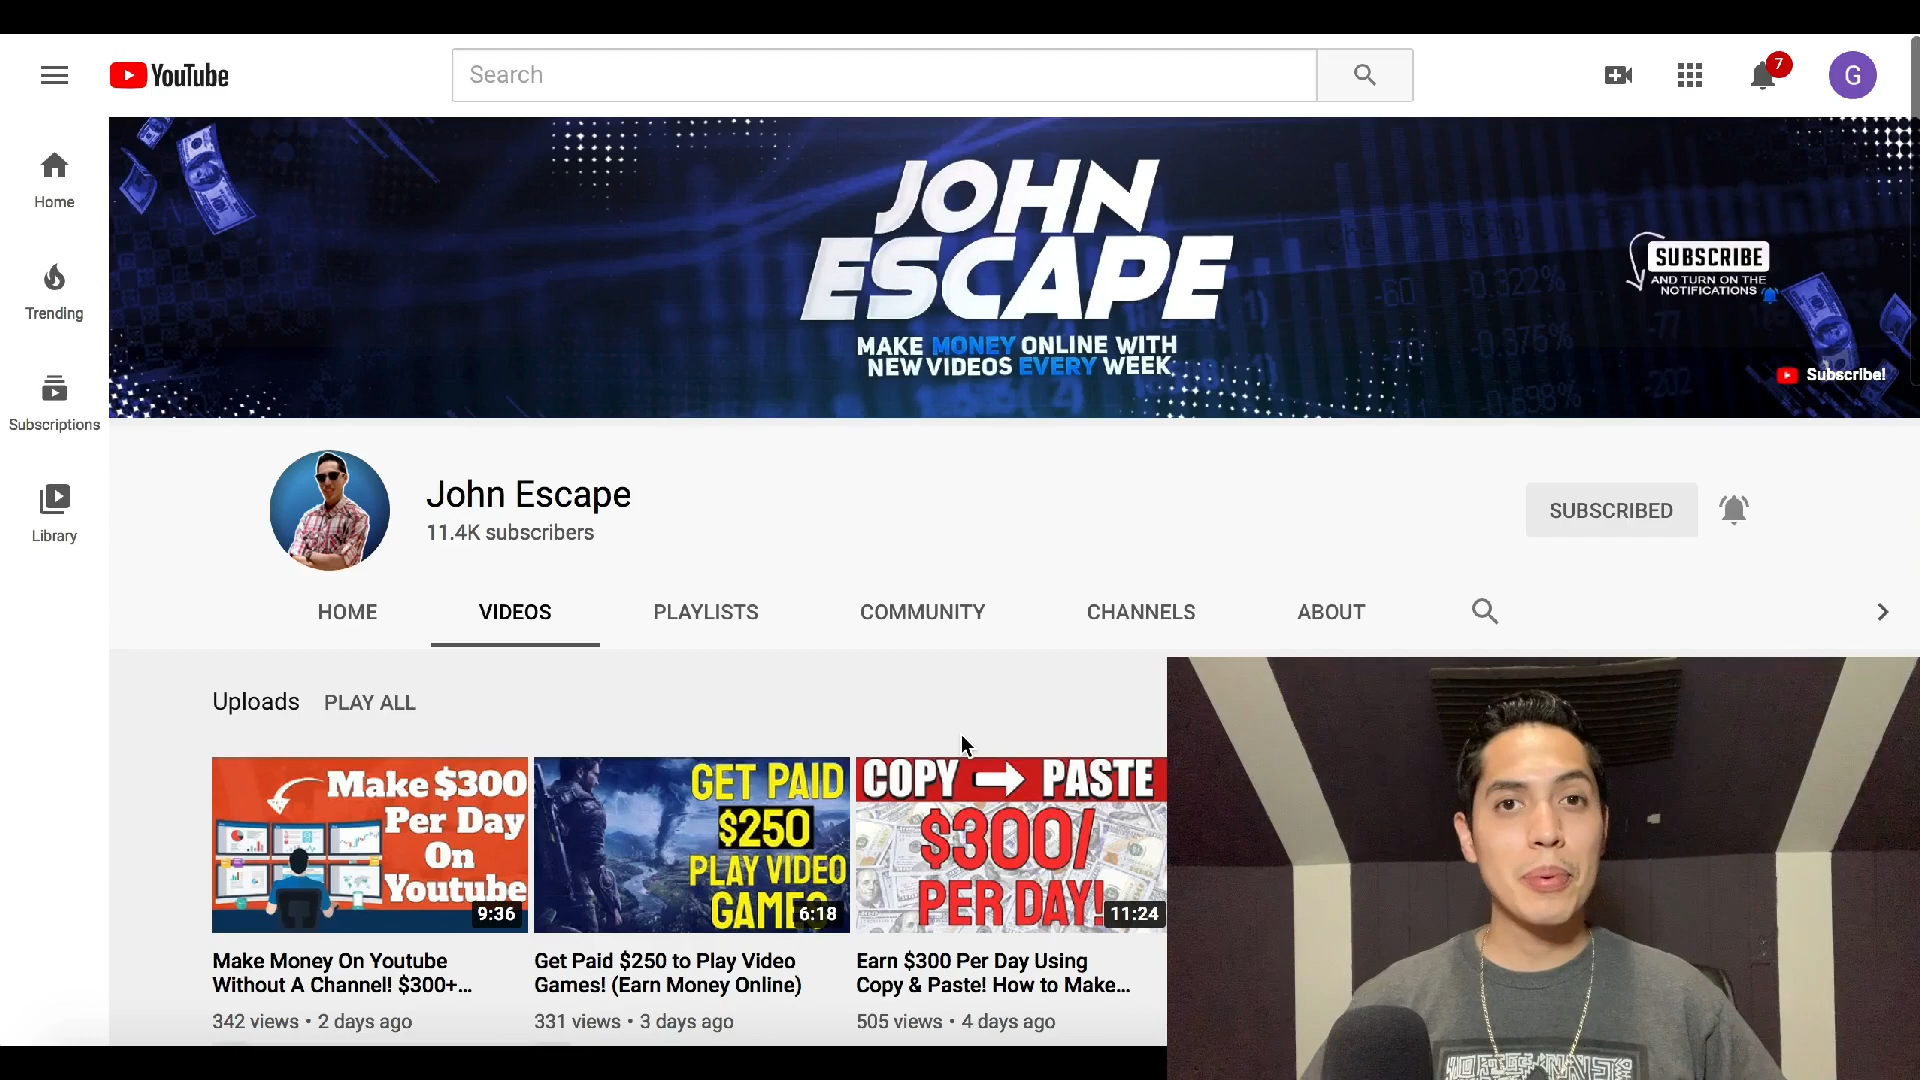 YouTube
Search
7
G
Home
Trending
Subscriptions
Library
JOHN
ESCAPE
MAKE MONEY ONLINE WITH
NEW VIDEOS EVERY WEEK
SUBSCRIBE
AND TURN ON THE
NOTIFICATIONS
Subscribe!
John Escape
11.4K subscribers
SUBSCRIBED
HOME
VIDEOS
PLAYLISTS
COMMUNITY
CHANNELS
ABOUT
Uploads
PLAY ALL
Make $300
Per Day
On
Youtube
9:36
GET PAID
$250
PLAY VIDEO
GAMES
6:18
COPY → PASTE
$300/
PER DAY!
11:24
Make Money On Youtube
Without A Channel! $300+...
342 views • 2 days ago
Get Paid $250 to Play Video
Games! (Earn Money Online)
331 views • 3 days ago
Earn $300 Per Day Using
Copy & Paste! How to Make...
505 views • 4 days ago